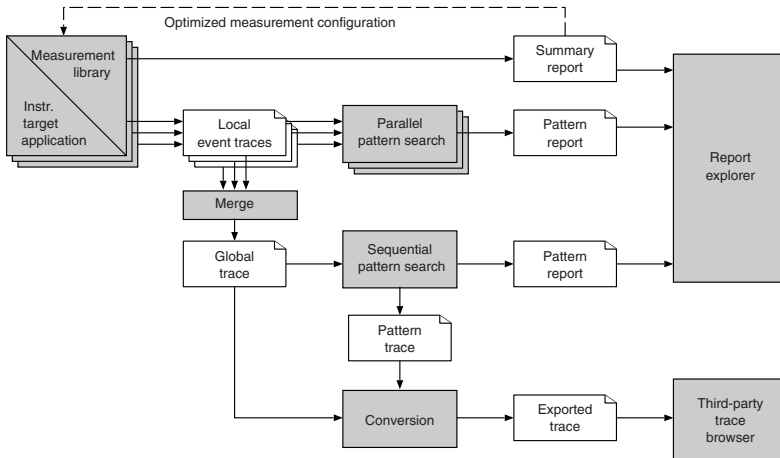 Optimized measurement configuration
Measurement
library
Instr.
target
application
Summary
report
Local
event traces
Parallel
pattern search
Pattern
report
Report
explorer
Merge
Global
trace
Sequential
pattern search
Pattern
report
Pattern
trace
Conversion
Exported
trace
Third-party
trace
browser